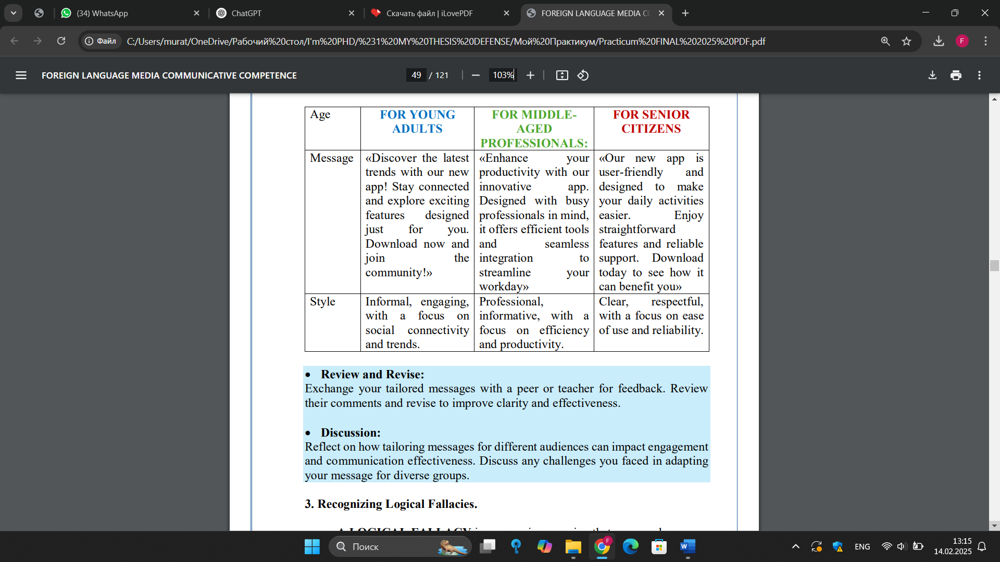 (34) WhatsApp
ChatGPT
Скачать файл | iLovePDF
FOREIGN LANGUAGE MEDIA
Файл
C:/Users/murat/OneDrive/Рабочий%20стол/I'm%20PHD/%231%20MY%20THESIS%20DEFENSE/Мой%20Практикум/Practicum%20FINAL%202025%20PDF.pdf
F
FOREIGN LANGUAGE MEDIA COMMUNICATIVE COMPETENCE
49 / 121
103%
Age
FOR YOUNG
ADULTS
FOR MIDDLE-
AGED
PROFESSIONALS:
FOR SENIOR
CITIZENS
Message
«Discover the latest
trends with our new
app! Stay connected
and explore exciting
features designed
just for you.
Download now and
join the
community!»
«Enhance your
productivity with our
innovative app.
Designed with busy
professionals in mind,
it offers efficient tools
and seamless
integration to
streamline your
workday»
«Our new app is
user-friendly and
designed to make
your daily activities
easier. Enjoy
straightforward
features and reliable
support. Download
today to see how it
can benefit you»
Style
Informal, engaging,
with a focus on
social connectivity
and trends.
Professional,
informative, with a
focus on efficiency
and productivity.
Clear, respectful,
with a focus on ease
of use and reliability.
• Review and Revise:
Exchange your tailored messages with a peer or teacher for feedback. Review
their comments and revise to improve clarity and effectiveness.
• Discussion:
Reflect on how tailoring messages for different audiences can impact engagement
and communication effectiveness. Discuss any challenges you faced in adapting
your message for diverse groups.
3. Recognizing Logical Fallacies.
A LOGICAL FALLACY
Поиск
F
W
ENG
13:15
14.02.2025